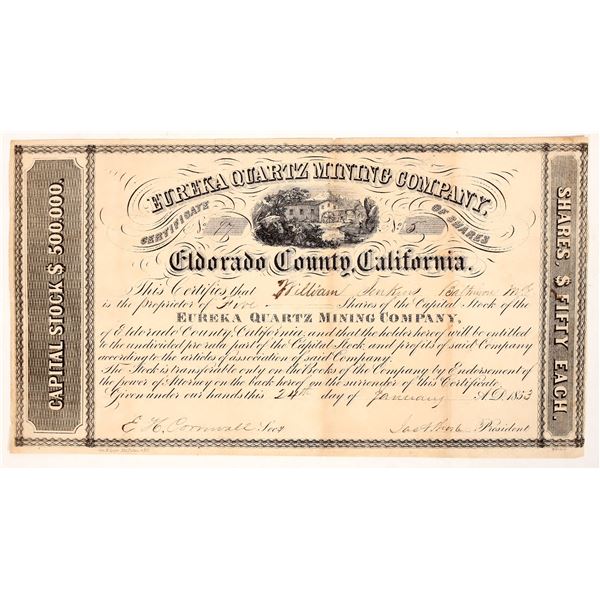 EUREKA QUARTZ MINING COMPANY.
CERTIFICATE OF SHARES
No. 97 No. 5
Eldorado County, California.
CAPITAL STOCK $ 500,000.
SHARES, $ FIFTY EACH.
This Certifies that William Jenkins Baltimore Md
is the Proprietor of Five Shares of the Capital Stock of the
EUREKA QUARTZ MINING COMPANY,
of Eldorado County, California, and that the holder hereof will be entitled
to the undivided pro rata part of the Capital Stock and profits of said Company
according to the articles of association of said Company.
The Stock is transferable only on the Books of the Company by Endorsement of
the power of Attorney on the back hereof on the surrender of this Certificate.
Given under our hands this 24th day of January A.D. 1853
E. K. Cornwall Secy President